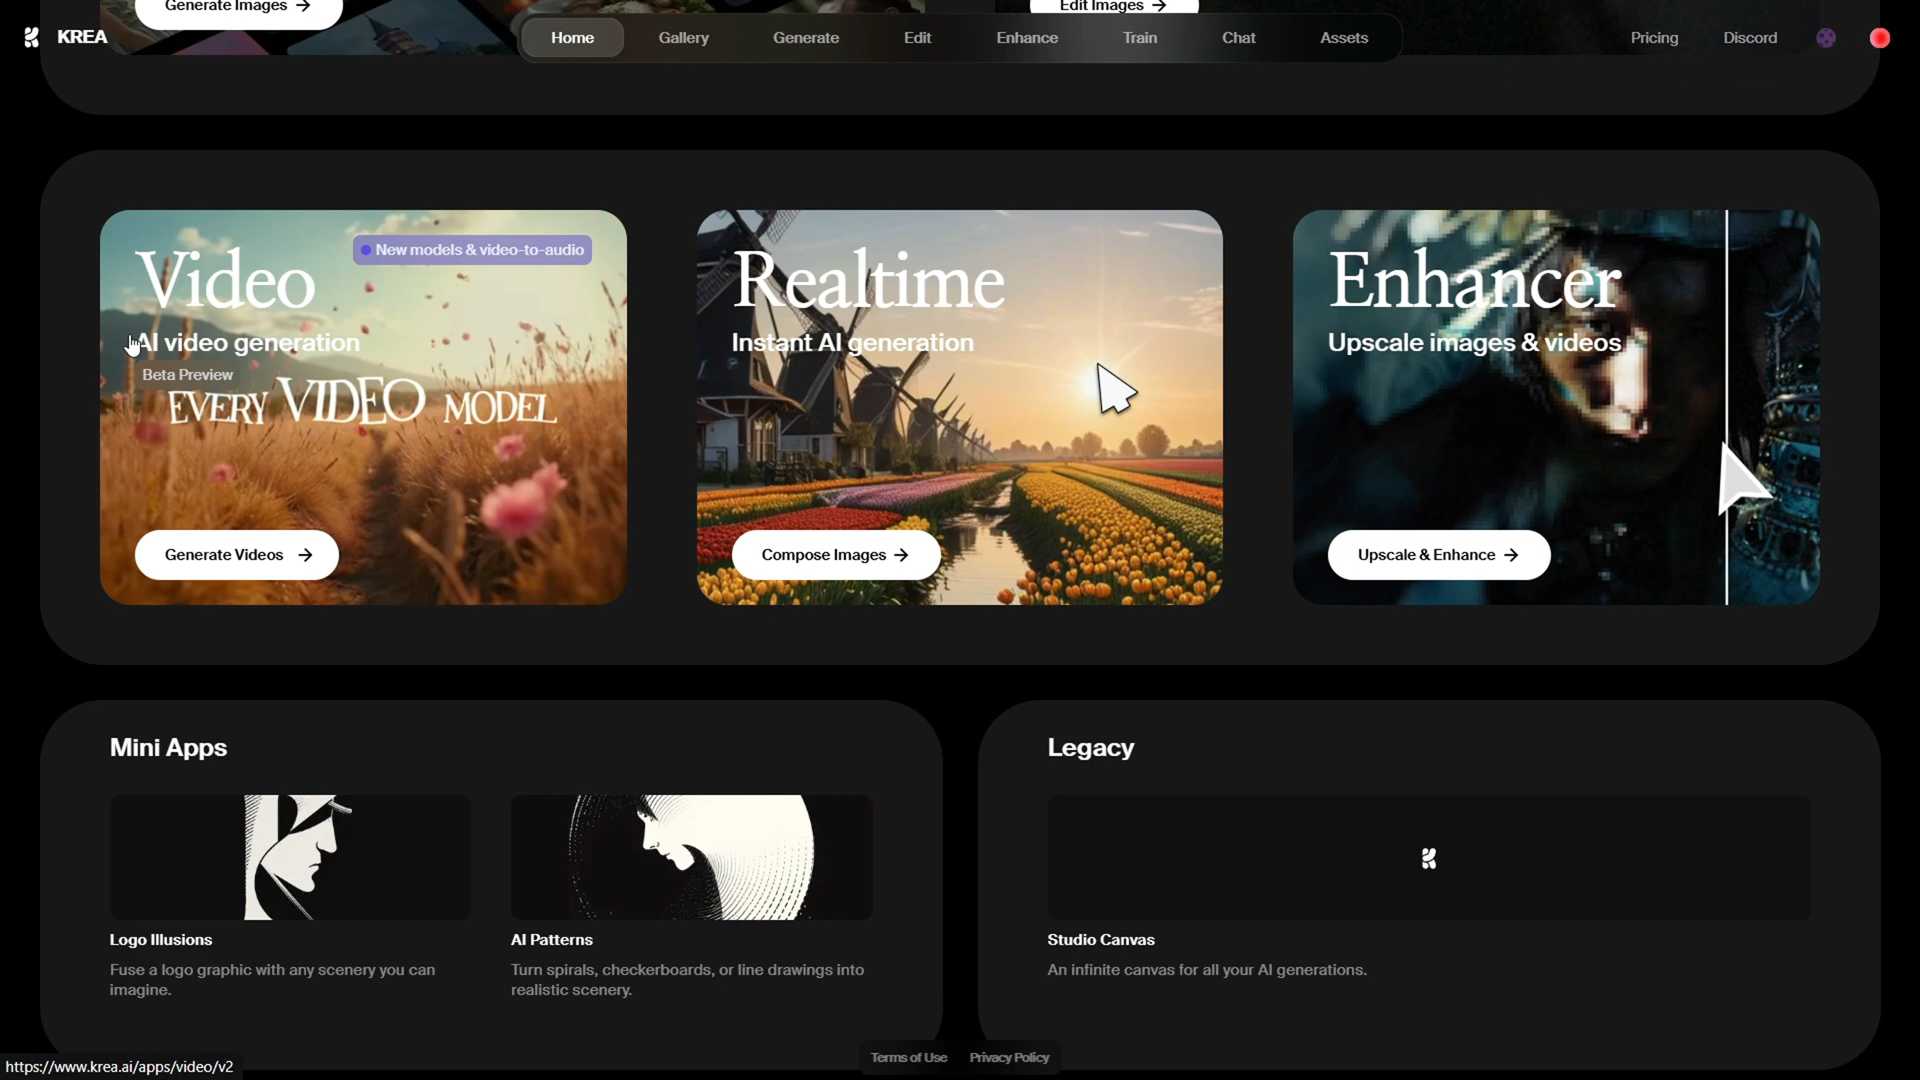 Generate Images →
Edit Images →
KREA
Home
Gallery
Generate
Edit
Enhance
Train
Chat
Assets
Pricing
Discord
Video
New models & video-to-audio
AI video generation
Beta Preview
EVERY VIDEO MODEL
Generate Videos →
Realtime
Instant AI generation
Compose Images →
Enhancer
Upscale images & videos
Upscale & Enhance →
Mini Apps
Logo Illusions
Fuse a logo graphic with any scenery you can
imagine.
AI Patterns
Turn spirals, checkerboards, or line drawings into
realistic scenery.
Legacy
Studio Canvas
An infinite canvas for all your AI generations.
Terms of Use
Privacy Policy
https://www.krea.ai/apps/video/v2